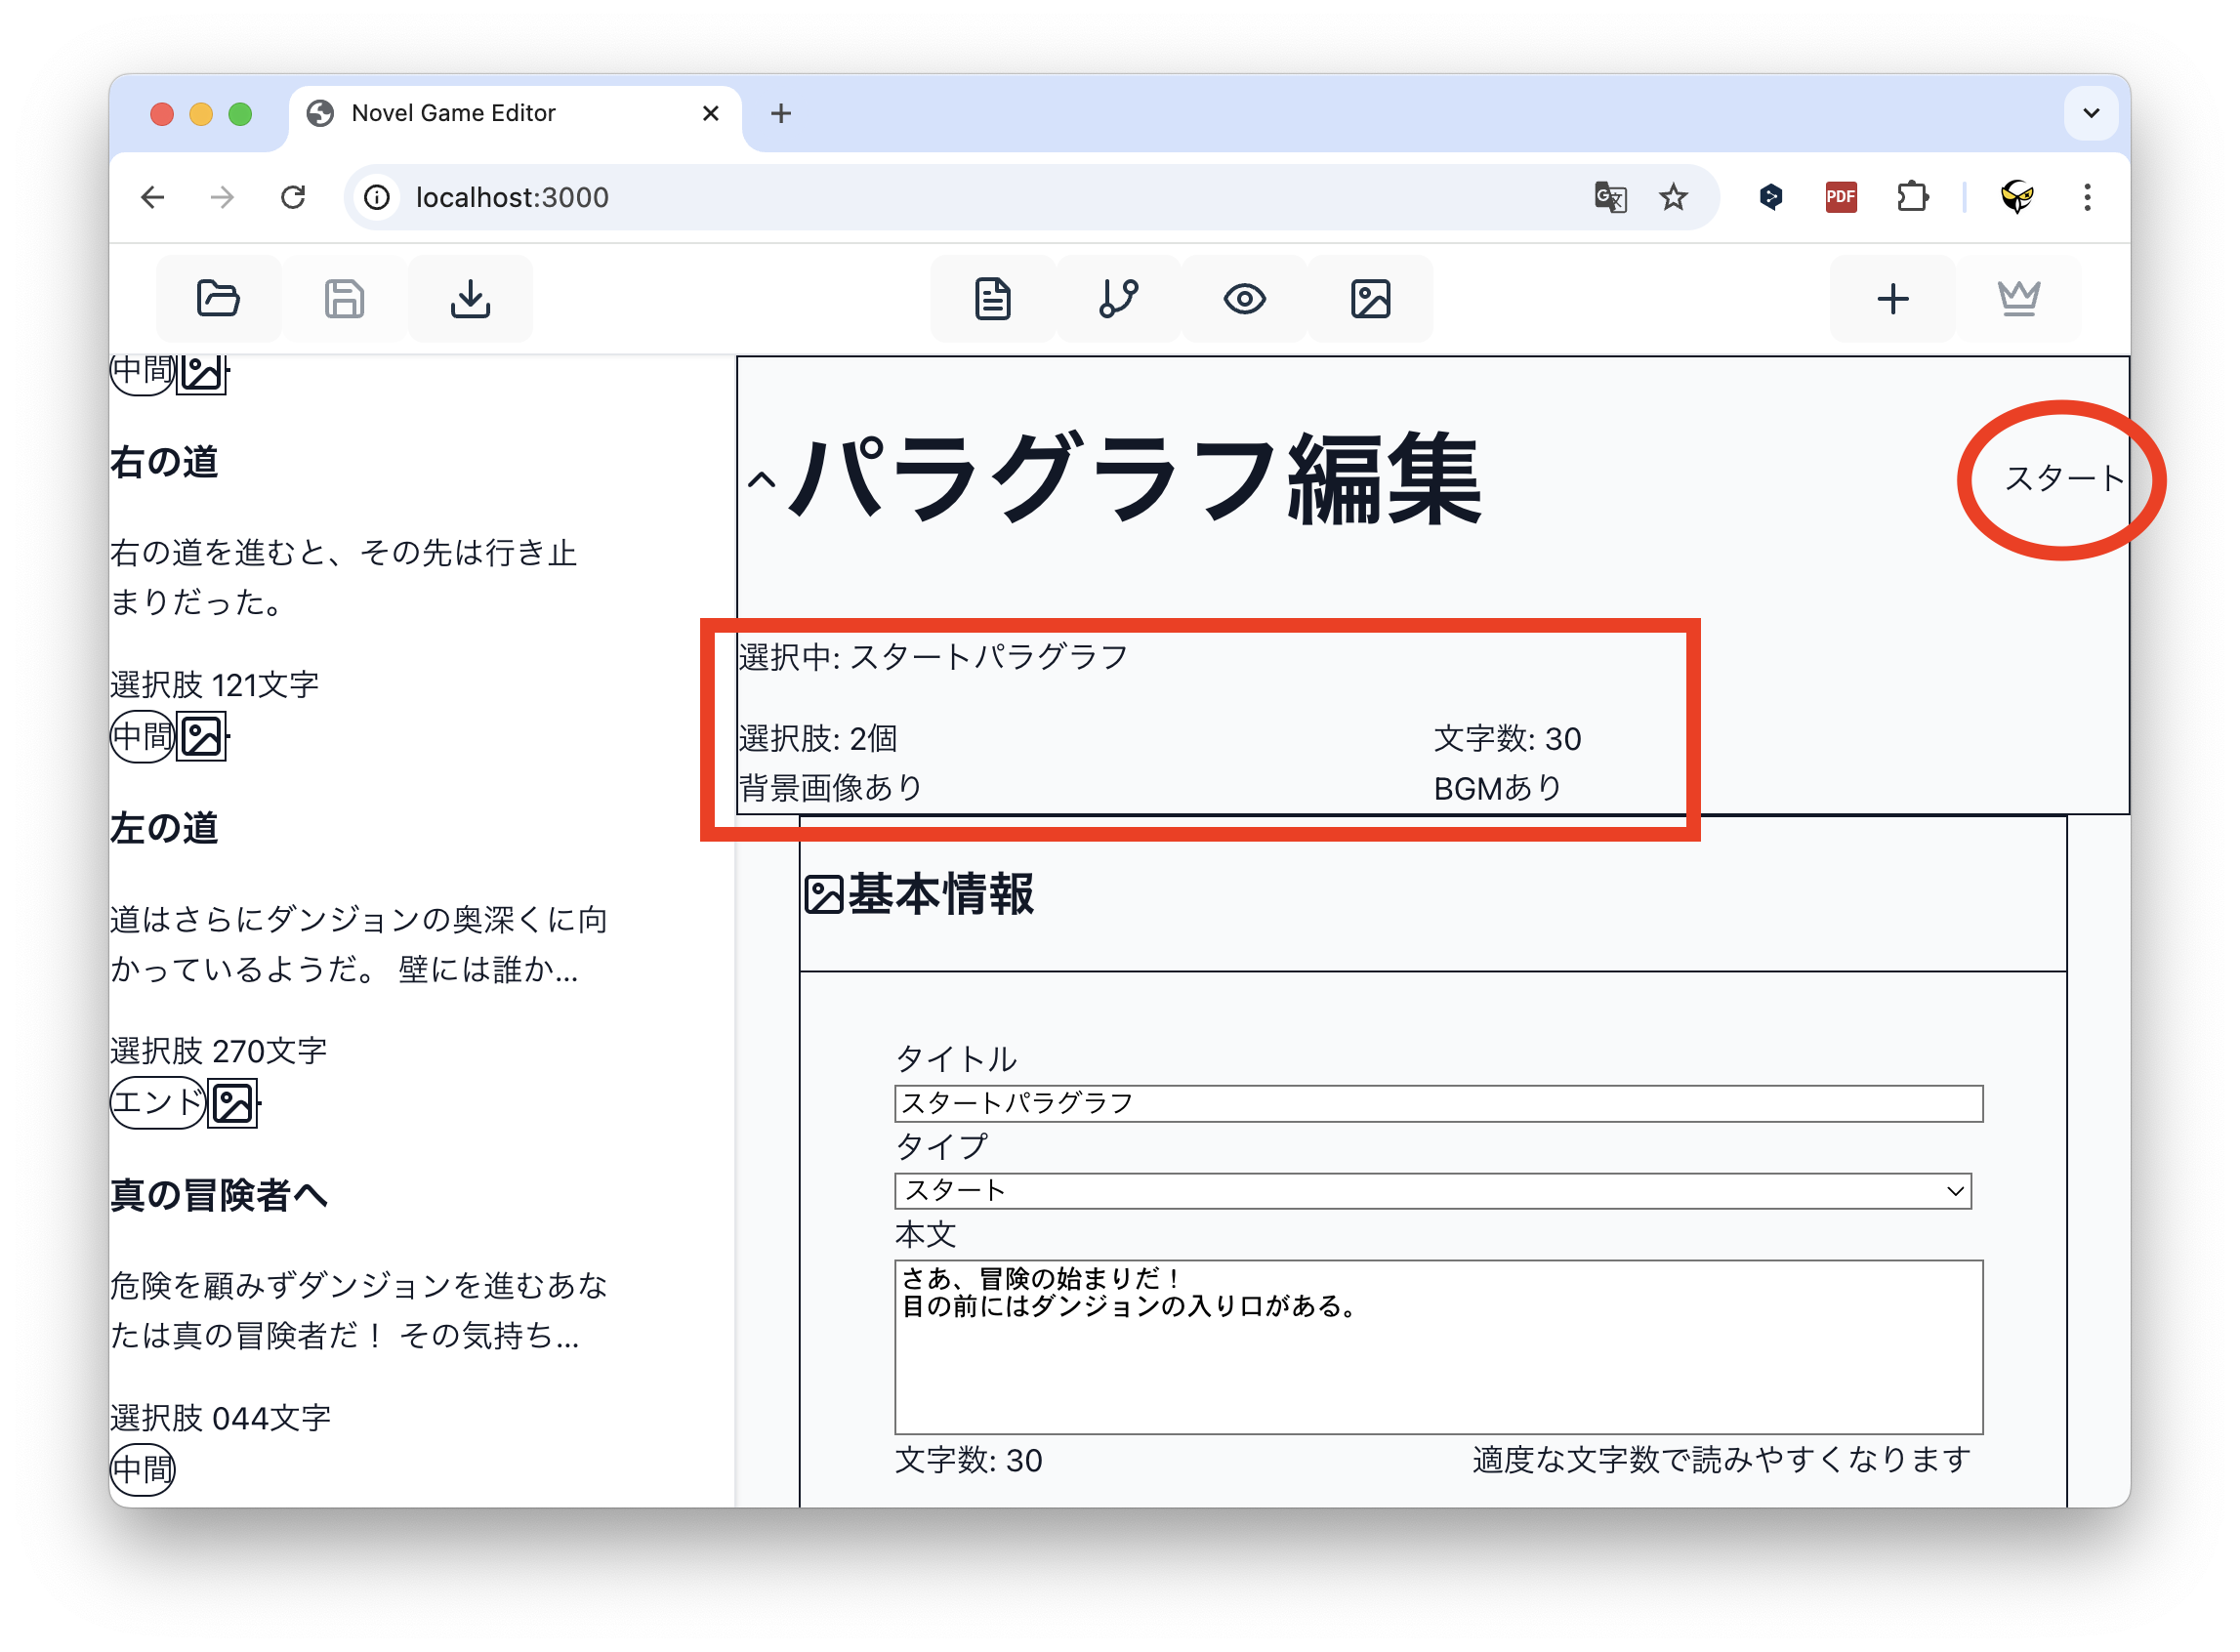 Novel Game Editor
localhost:3000
PDF
中間
右の道
右の道を進むと、その先は行き止
まりだった。
選択肢 121文字
中間
左の道
道はさらにダンジョンの奥深くに向
かっているようだ。 壁には誰か...
選択肢 270文字
エンド
真の冒険者へ
危険を顧みずダンジョンを進むあな
たは真の冒険者だ！ その気持ち...
選択肢 044文字
中間
パラグラフ編集
スタート
選択中: スタートパラグラフ
選択肢: 2個
文字数: 30
背景画像あり
BGMあり
基本情報
タイトル
スタートパラグラフ
タイプ
スタート
本文
さあ、冒険の始まりだ！
目の前にはダンジョンの入り口がある。
文字数: 30
適度な文字数で読みやすくなります